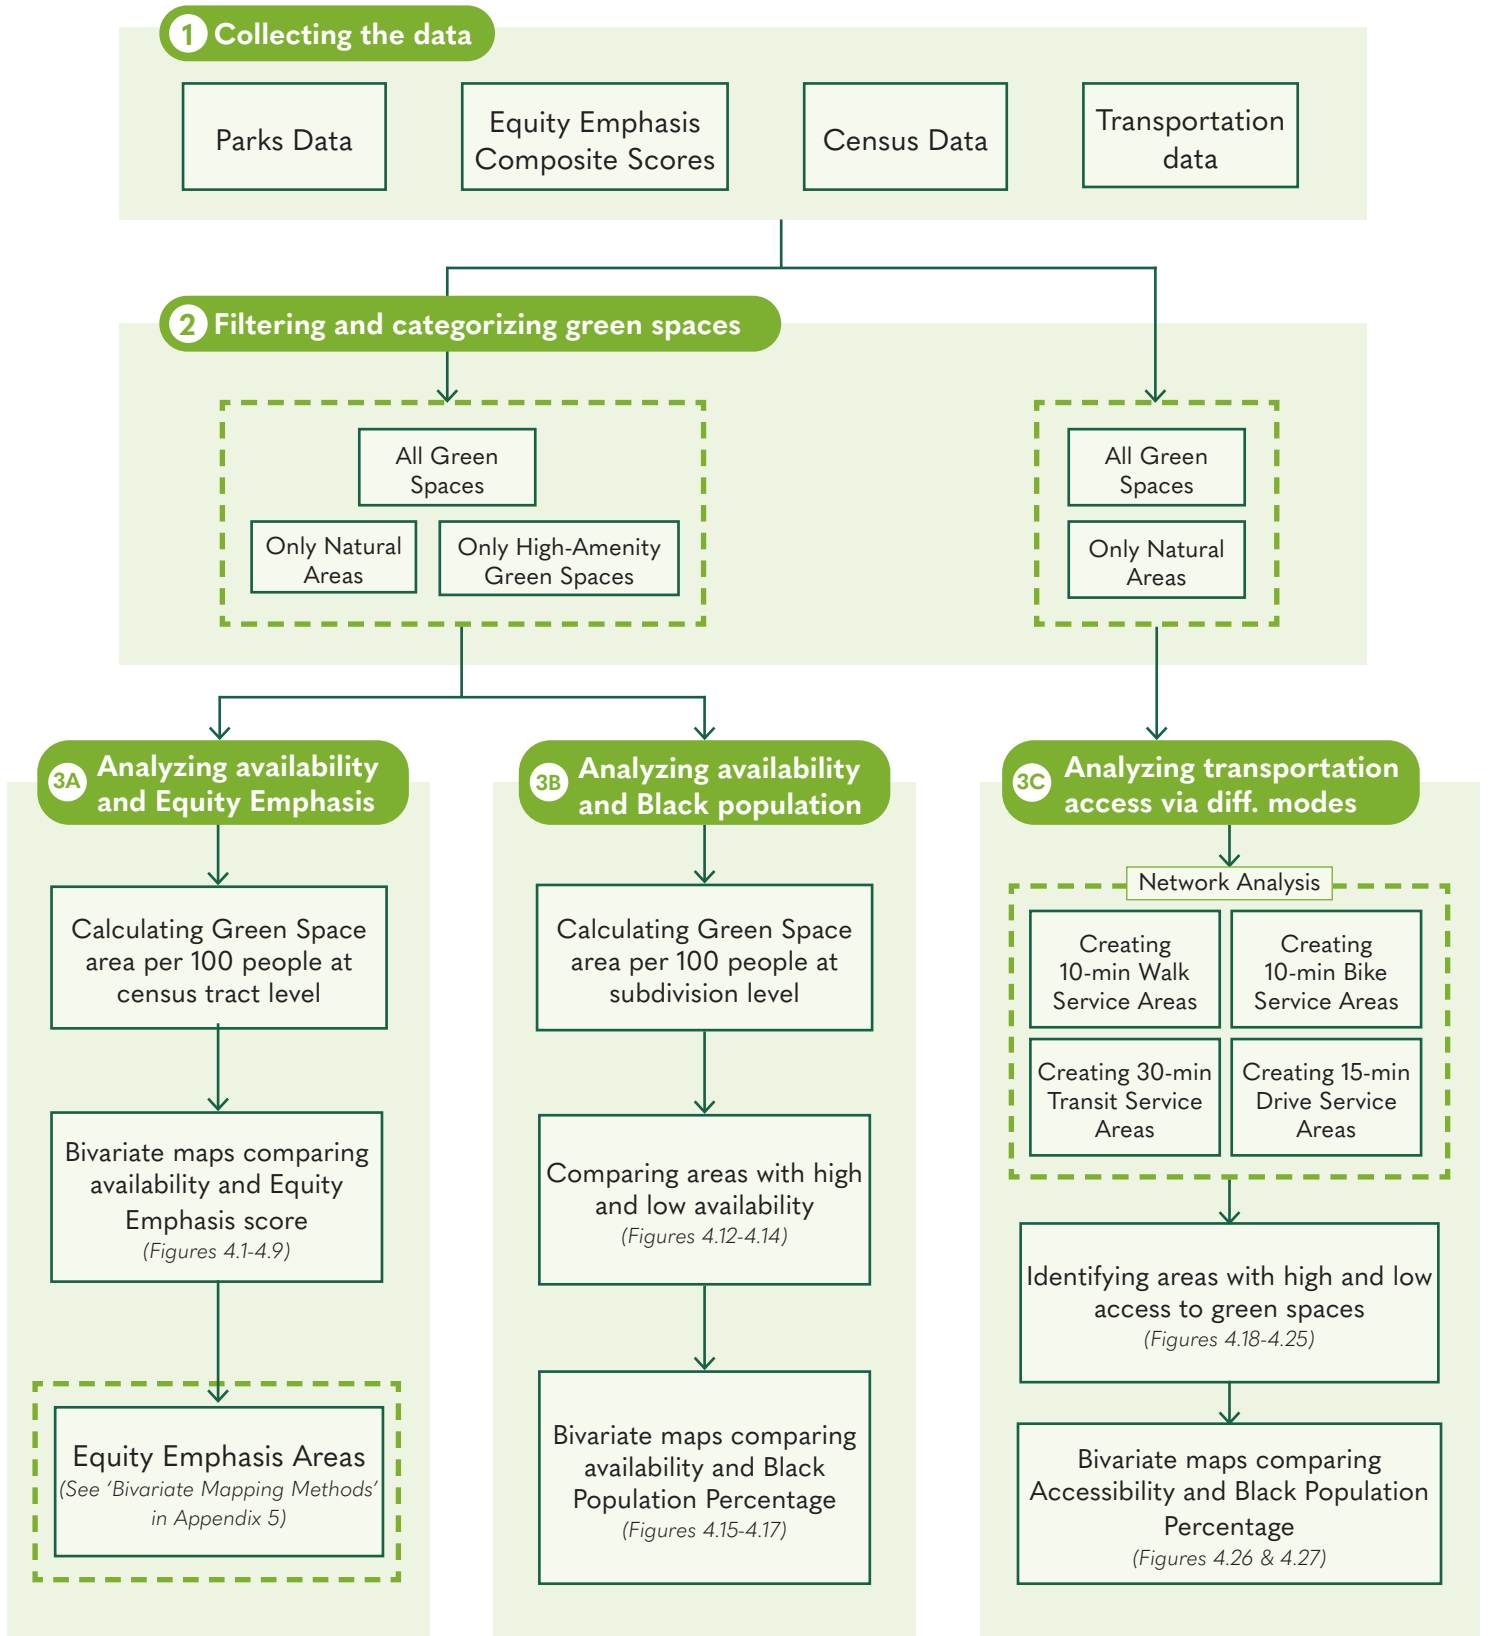 1 Collecting the data
Parks Data
Equity Emphasis
Composite Scores
Census Data
Transportation
data
2 Filtering and categorizing green spaces
All Green
Spaces
Only Natural
Areas
Only High-Amenity
Green Spaces
All Green
Spaces
Only Natural
Areas
3A Analyzing availability
and Equity Emphasis
Calculating Green Space
area per 100 people at
census tract level
Bivariate maps comparing
availability and Equity
Emphasis score
(Figures 4.1-4.9)
Equity Emphasis Areas
(See ‘Bivariate Mapping Methods’
in Appendix 5)
3B Analyzing availability
and Black population
Calculating Green Space
area per 100 people at
subdivision level
Comparing areas with high
and low availability
(Figures 4.12-4.14)
Bivariate maps comparing
availability and Black
Population Percentage
(Figures 4.15-4.17)
3C Analyzing transportation
access via diff. modes
Network Analysis
Creating
10-min Walk
Service Areas
Creating
10-min Bike
Service Areas
Creating 30-min
Transit Service
Areas
Creating 15-min
Drive Service
Areas
Identifying areas with high and low
access to green spaces
(Figures 4.18-4.25)
Bivariate maps comparing
Accessibility and Black Population
Percentage
(Figures 4.26 & 4.27)